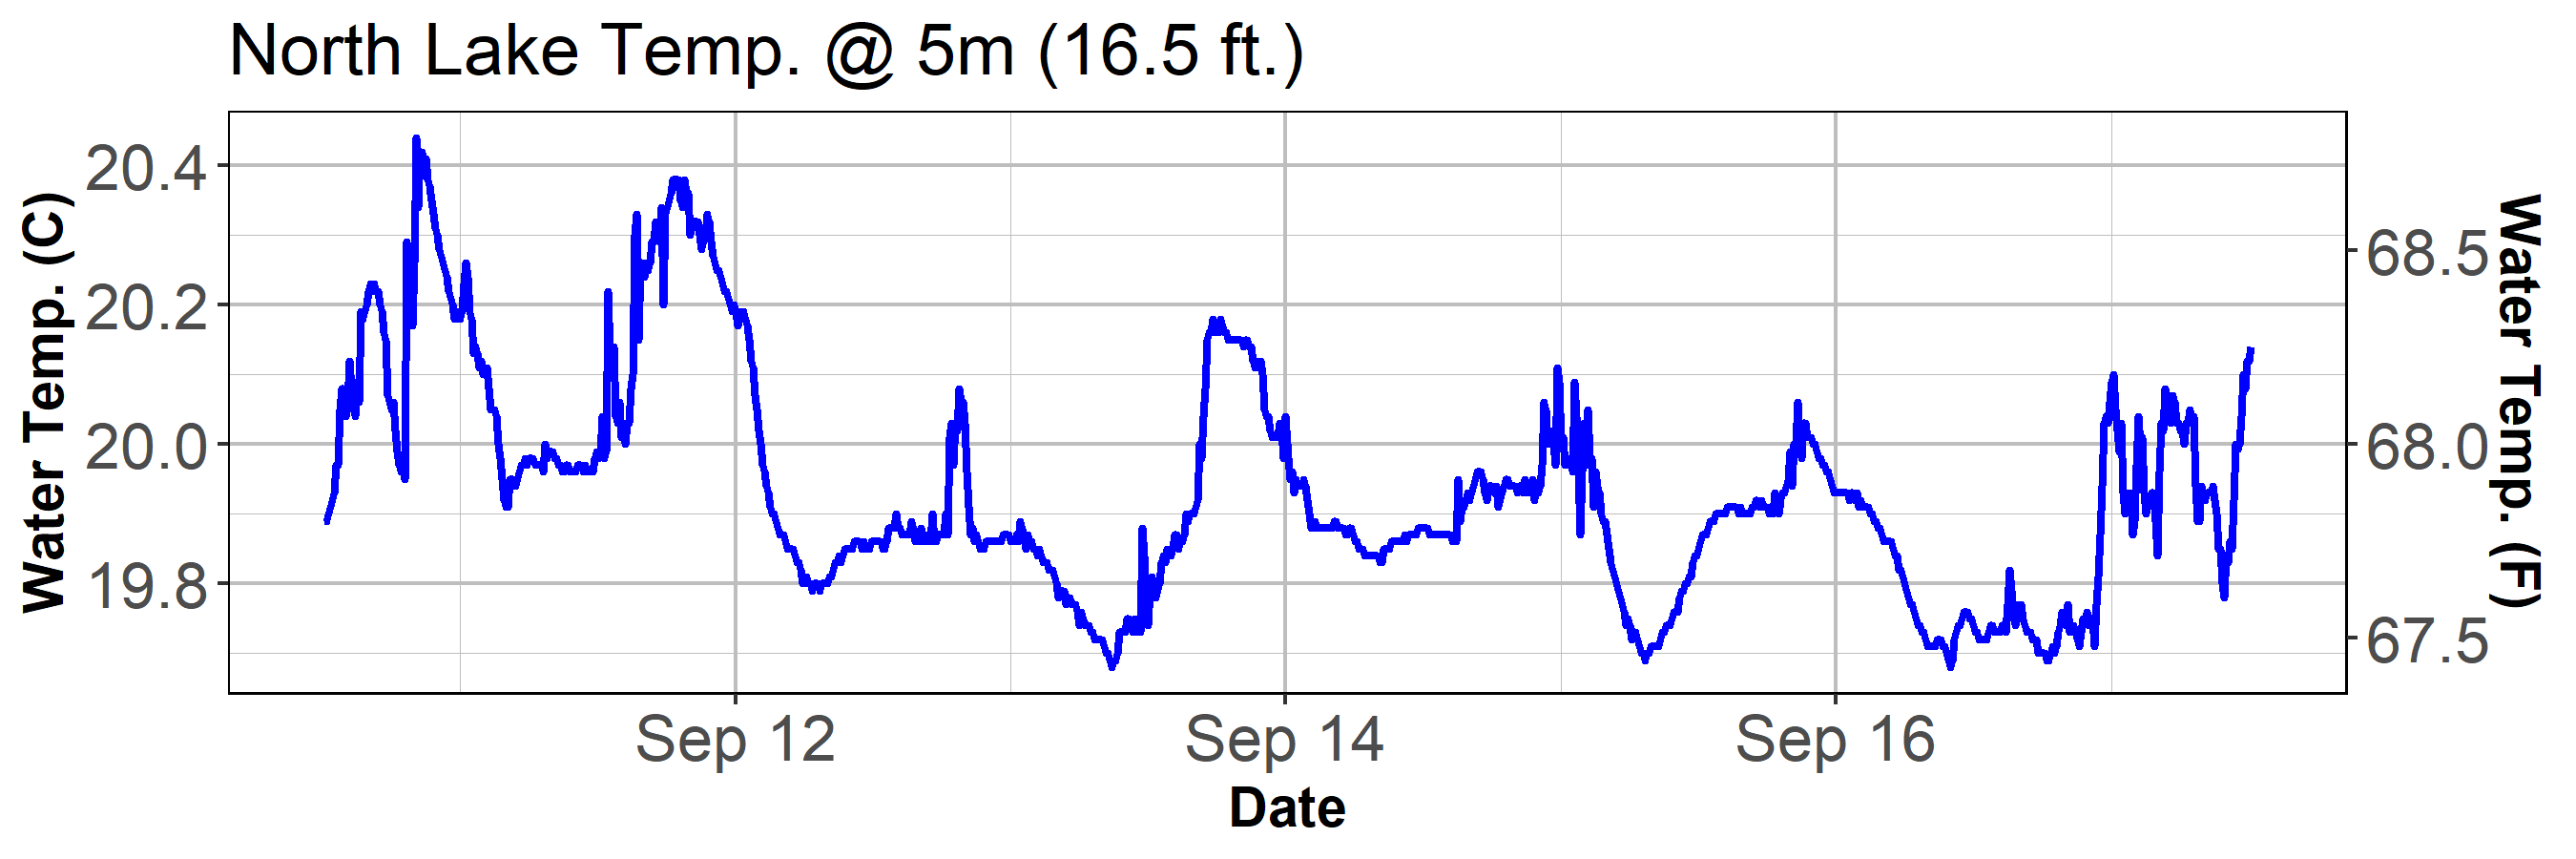 North Lake Temp. @ 5m (16.5 ft.)
Water Temp. (C)
20.4
20.2
20.0
19.8
68.5
68.0
67.5
Water Temp. (F)
Sep 12
Sep 14
Sep 16
Date